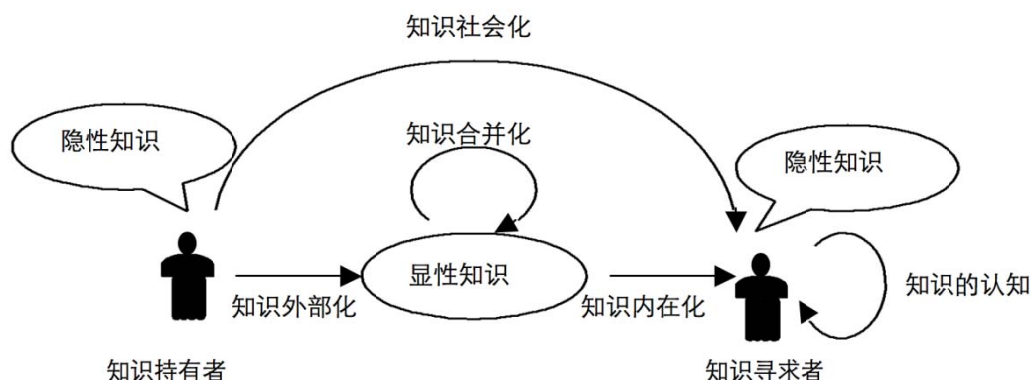 知识社会化
隐性知识
知识合并化
隐性知识
显性知识
知识的认知
知识外部化
知识内在化
知识持有者
知识寻求者